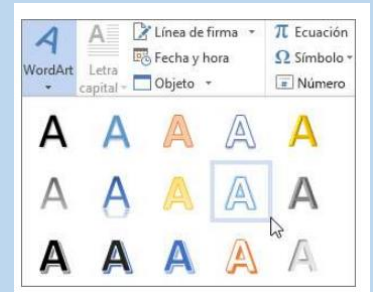 WordArt
Letra
capital
Línea de firma
Fecha y hora
Objeto
π Ecuación
Ω Símbolo
# Número
A A A A A
A A A A A
A A A A A